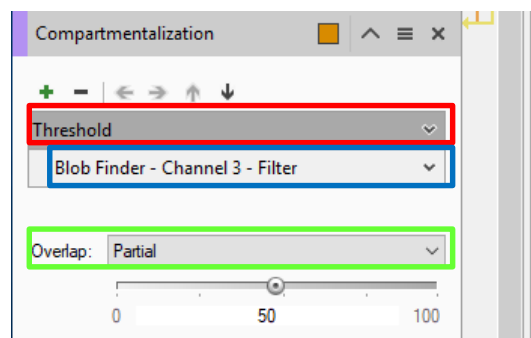 Compartmentalization
Threshold
Blob Finder - Channel 3 - Filter
Overlap: Partial
0 50 100